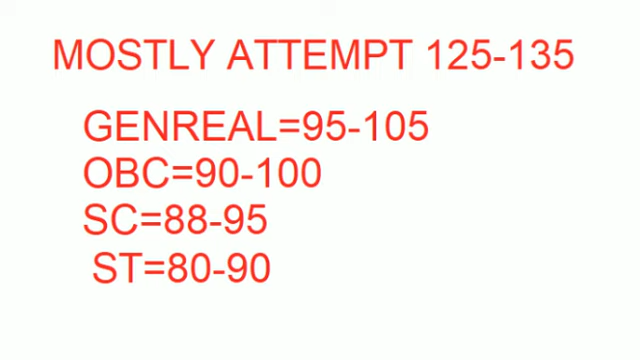 MOSTLY ATTEMPT 125-135
GENREAL=95-105
OBC=90-100
SC=88-95
ST=80-90